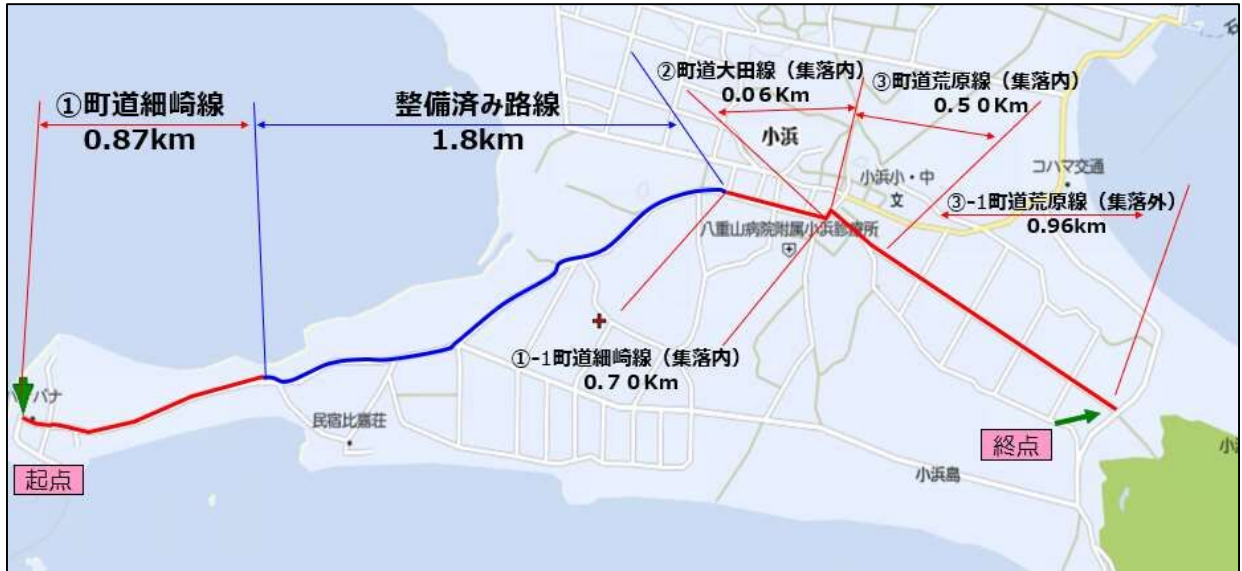 ①町道細崎線
0.87km
整備済み路線
1.8km
②町道大田線（集落内）
0.06Km
③町道荒原線（集落内）
0.50Km
小浜
小浜小・中
文
コハマ交通
③-1町道荒原線（集落外）
0.96km
八重山病院附属小浜診療所
①-1町道細崎線（集落内）
0.70Km
バナ
起点
民宿比嘉荘
終点
小浜島